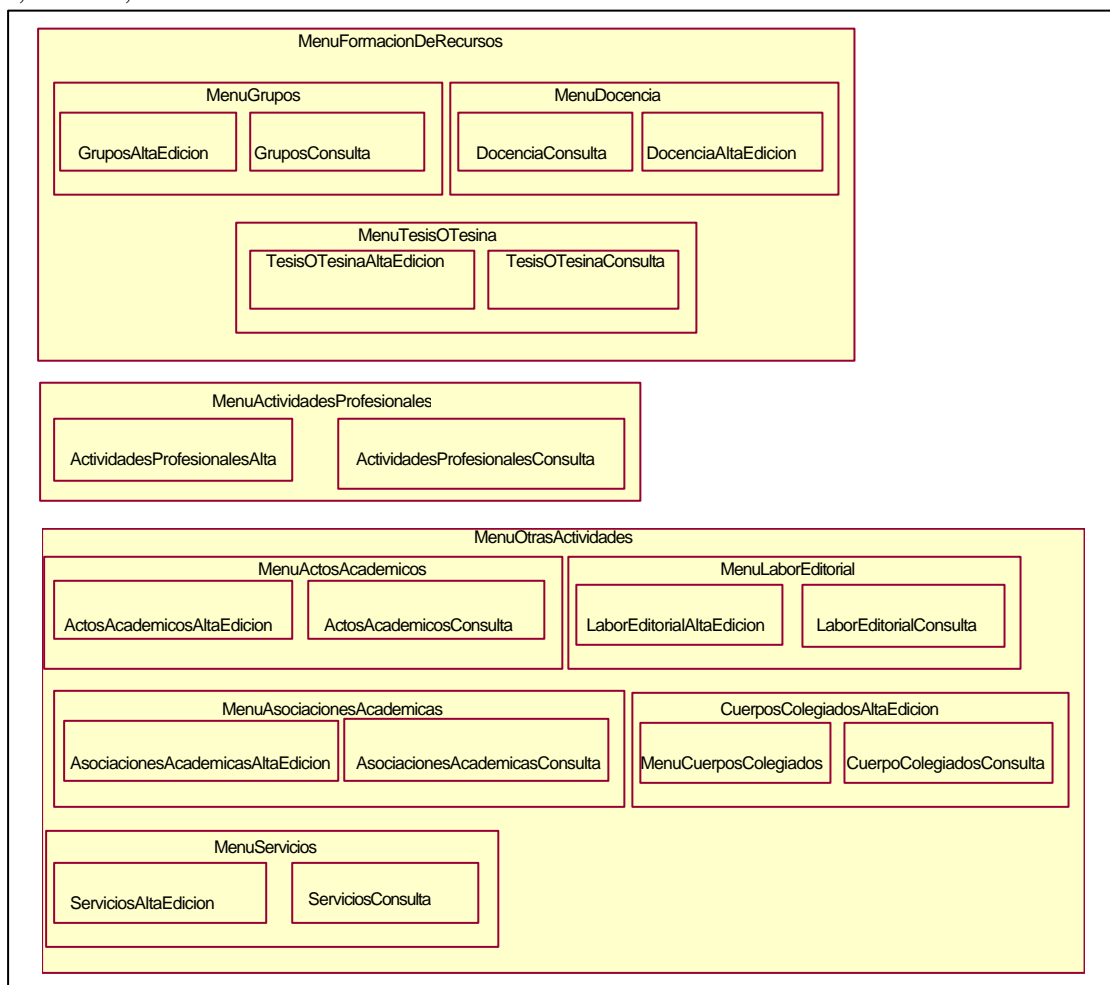 MenuFormacionDeRecursos
MenuGrupos
MenuDocencia
GruposAltaEdicion
GruposConsulta
DocenciaConsulta
DocenciaAltaEdicion
MenuTesisOTesina
TesisOTesinaAltaEdicion
TesisOTesinaConsulta
MenuActividadesProfesionales
ActividadesProfesionalesAlta
ActividadesProfesionalesConsulta
MenuOtrasActividades
MenuActosAcademicos
MenuLaborEditorial
ActosAcademicosAltaEdicion
ActosAcademicosConsulta
LaborEditorialAltaEdicion
LaborEditorialConsulta
MenuAsociacionesAcademicas
CuerposColegiadosAltaEdicion
AsociacionesAcademicasAltaEdicion
AsociacionesAcademicasConsulta
MenuCuerposColegiados
CuerpoColegiadosConsulta
MenuServicios
ServiciosAltaEdicion
ServiciosConsulta